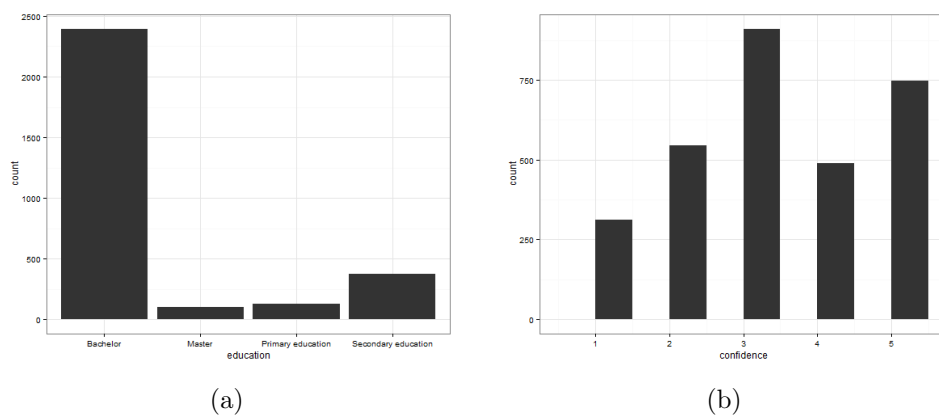 2500
2000
1500
1000
500
0
count
Bachelor Master Primary education Secondary education
education
(a)
750
500
250
0
count
1 2 3 4 5
confidence
(b)